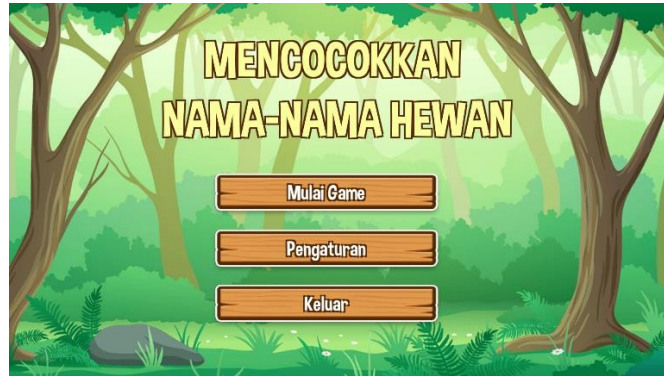 MENCOCOKKAN
NAMA-NAMA HEWAN
Mulai Game
Pengaturan
Keluar